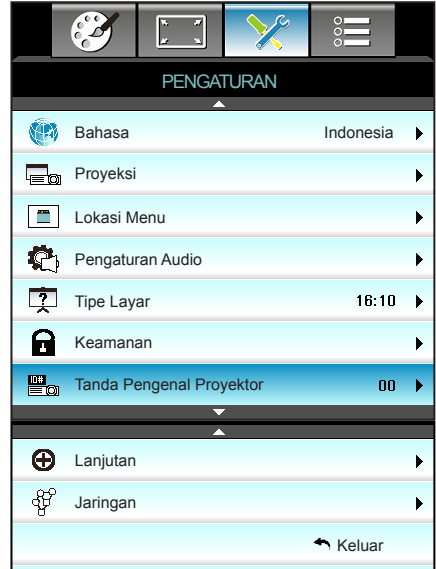 PENGATURAN
Bahasa Indonesia
Proyeksi
Lokasi Menu
Pengaturan Audio
? Tipe Layar 16:10
Keamanan
ID# Tanda Pengenal Proyektor 00
Lanjutan
Jaringan
Keluar